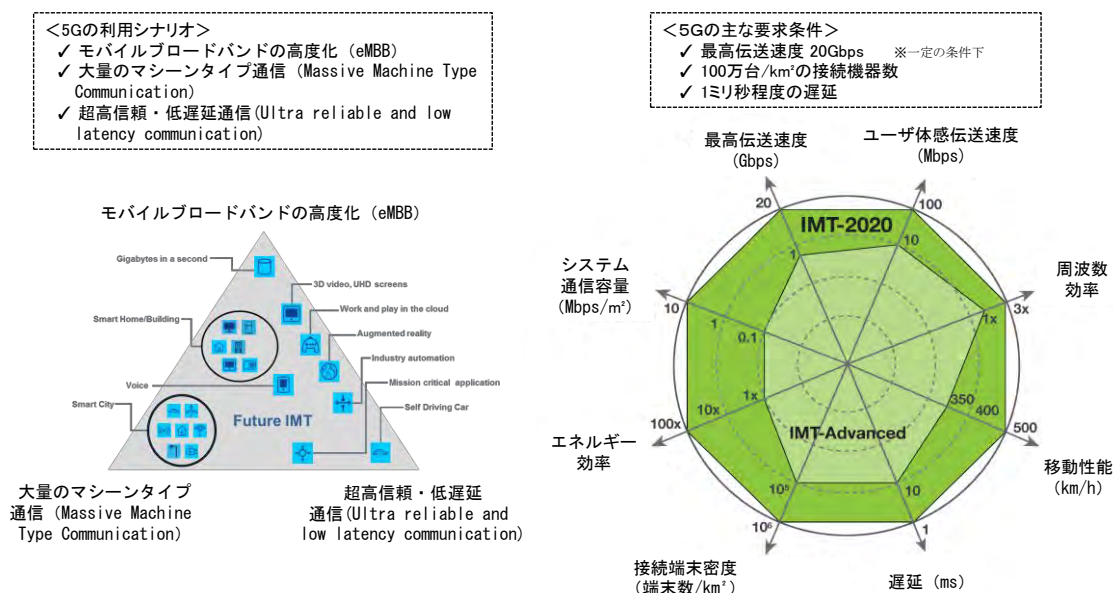 ＜5Gの利用シナリオ＞
✓ モバイルブロードバンドの高度化（eMBB）
✓ 大量のマシーンタイプ通信（Massive Machine Type
Communication）
✓ 超高信頼・低遅延通信(Ultra reliable and low
latency communication)
モバイルブロードバンドの高度化（eMBB）
Gigabytes in a second
3D video, UHD screens
Smart Home/Building
Work and play in the cloud
Augmented reality
Industry automation
Voice
Mission critical application
Smart City
Self Driving Car
Future IMT
大量のマシーンタイプ
通信（Massive Machine
Type Communication）
超高信頼・低遅延
通信(Ultra reliable and
low latency communication)
＜5Gの主な要求条件＞
✓ 最高伝送速度 20Gbps ※一定の条件下
✓ 100万台/km²の接続機器数
✓ 1ミリ秒程度の遅延
最高伝送速度
(Gbps)
ユーザ体感伝送速度
(Mbps)
20
100
IMT-2020
1
10
システム
通信容量
(Mbps/㎡)
周波数
効率
10
1
0.1
1x
3x
1x
10x
100x
350
400
500
IMT-Advanced
エネルギー
効率
移動性能
(km/h)
10⁵
10
10⁶
1
接続端末密度
(端末数/km²)
遅延 (ms)